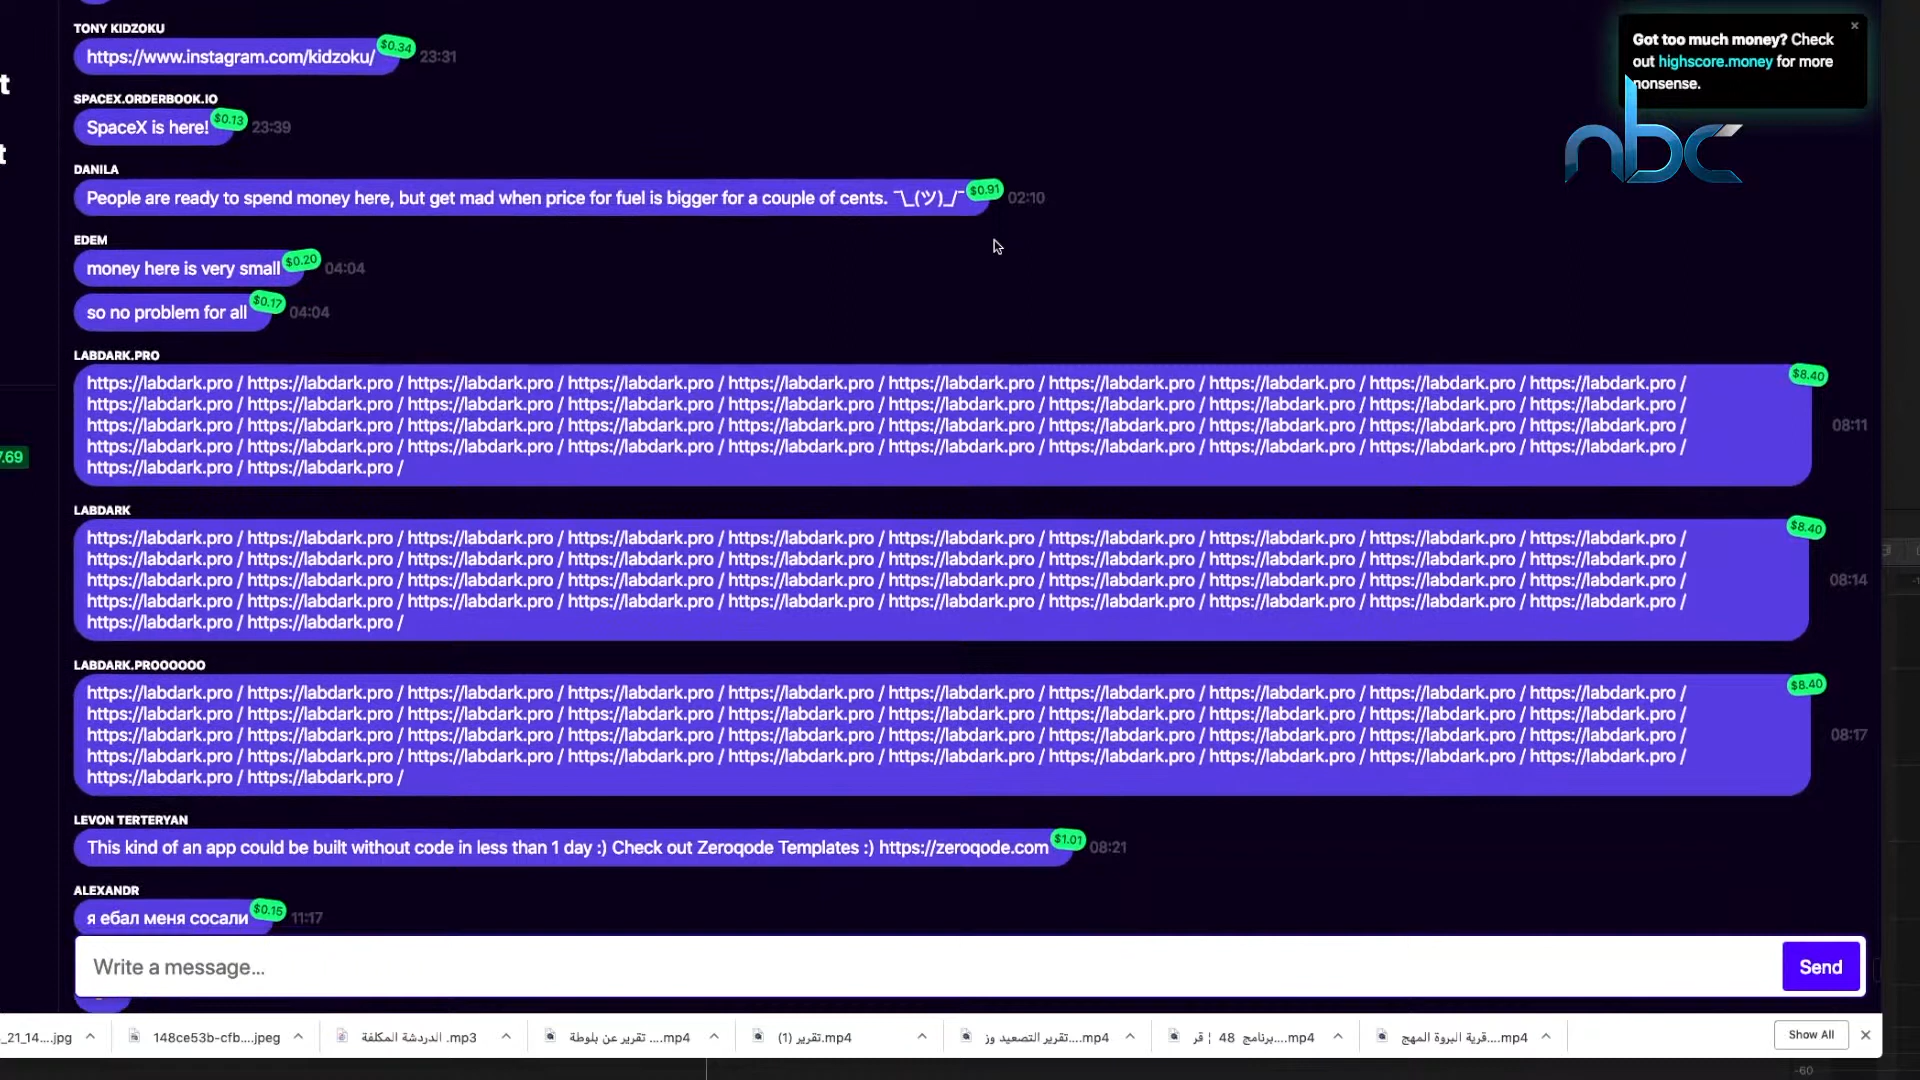 TONY KIDZOKU
https://www.instagram.com/kidzoku/ $0.34 23:31
SPACEX.ORDERBOOK.IO
SpaceX is here! $0.13 23:39
DANILA
People are ready to spend money here, but get mad when price for fuel is bigger for a couple of cents. ¯\_(ツ)_/¯ $0.91 02:10
EDEM
money here is very small $0.20 04:04
so no problem for all $0.17 04:04
LABDARK.PRO
https://labdark.pro / https://labdark.pro / https://labdark.pro / https://labdark.pro / https://labdark.pro / https://labdark.pro / https://labdark.pro / https://labdark.pro / https://labdark.pro / https://labdark.pro /
$8.40
https://labdark.pro / https://labdark.pro / https://labdark.pro / https://labdark.pro / https://labdark.pro / https://labdark.pro / https://labdark.pro / https://labdark.pro / https://labdark.pro / https://labdark.pro /
https://labdark.pro / https://labdark.pro / https://labdark.pro / https://labdark.pro / https://labdark.pro / https://labdark.pro / https://labdark.pro / https://labdark.pro / https://labdark.pro / https://labdark.pro /
08:11
https://labdark.pro / https://labdark.pro / https://labdark.pro / https://labdark.pro / https://labdark.pro / https://labdark.pro / https://labdark.pro / https://labdark.pro / https://labdark.pro / https://labdark.pro /
https://labdark.pro / https://labdark.pro /
LABDARK
https://labdark.pro / https://labdark.pro / https://labdark.pro / https://labdark.pro / https://labdark.pro / https://labdark.pro / https://labdark.pro / https://labdark.pro / https://labdark.pro / https://labdark.pro /
$8.40
https://labdark.pro / https://labdark.pro / https://labdark.pro / https://labdark.pro / https://labdark.pro / https://labdark.pro / https://labdark.pro / https://labdark.pro / https://labdark.pro / https://labdark.pro /
https://labdark.pro / https://labdark.pro / https://labdark.pro / https://labdark.pro / https://labdark.pro / https://labdark.pro / https://labdark.pro / https://labdark.pro / https://labdark.pro / https://labdark.pro /
08:14
https://labdark.pro / https://labdark.pro / https://labdark.pro / https://labdark.pro / https://labdark.pro / https://labdark.pro / https://labdark.pro / https://labdark.pro / https://labdark.pro / https://labdark.pro /
https://labdark.pro / https://labdark.pro /
LABDARK.PROOOOOO
https://labdark.pro / https://labdark.pro / https://labdark.pro / https://labdark.pro / https://labdark.pro / https://labdark.pro / https://labdark.pro / https://labdark.pro / https://labdark.pro / https://labdark.pro /
$8.40
https://labdark.pro / https://labdark.pro / https://labdark.pro / https://labdark.pro / https://labdark.pro / https://labdark.pro / https://labdark.pro / https://labdark.pro / https://labdark.pro / https://labdark.pro /
https://labdark.pro / https://labdark.pro / https://labdark.pro / https://labdark.pro / https://labdark.pro / https://labdark.pro / https://labdark.pro / https://labdark.pro / https://labdark.pro / https://labdark.pro /
08:17
https://labdark.pro / https://labdark.pro / https://labdark.pro / https://labdark.pro / https://labdark.pro / https://labdark.pro / https://labdark.pro / https://labdark.pro / https://labdark.pro / https://labdark.pro /
https://labdark.pro / https://labdark.pro /
LEVON TERTERYAN
This kind of an app could be built without code in less than 1 day :) Check out Zeroqode Templates :) https://zeroqode.com $1.01 08:21
ALEXANDR
я ебал меня сосали $0.15 11:17
Write a message...
Send
Got too much money? Check
out highscore.money for more
nonsense.
nbc
7.69
_21_14....jpg
148ce53b-cfb....jpeg
الدردشة المكلفة .mp3
تقرير عن بلوطة ....mp4
تقرير (1).mp4
تقرير التصعيد وز....mp4
برنامج 48 ¦ قر....mp4
قرية البروة المهج....mp4
Show All
-60